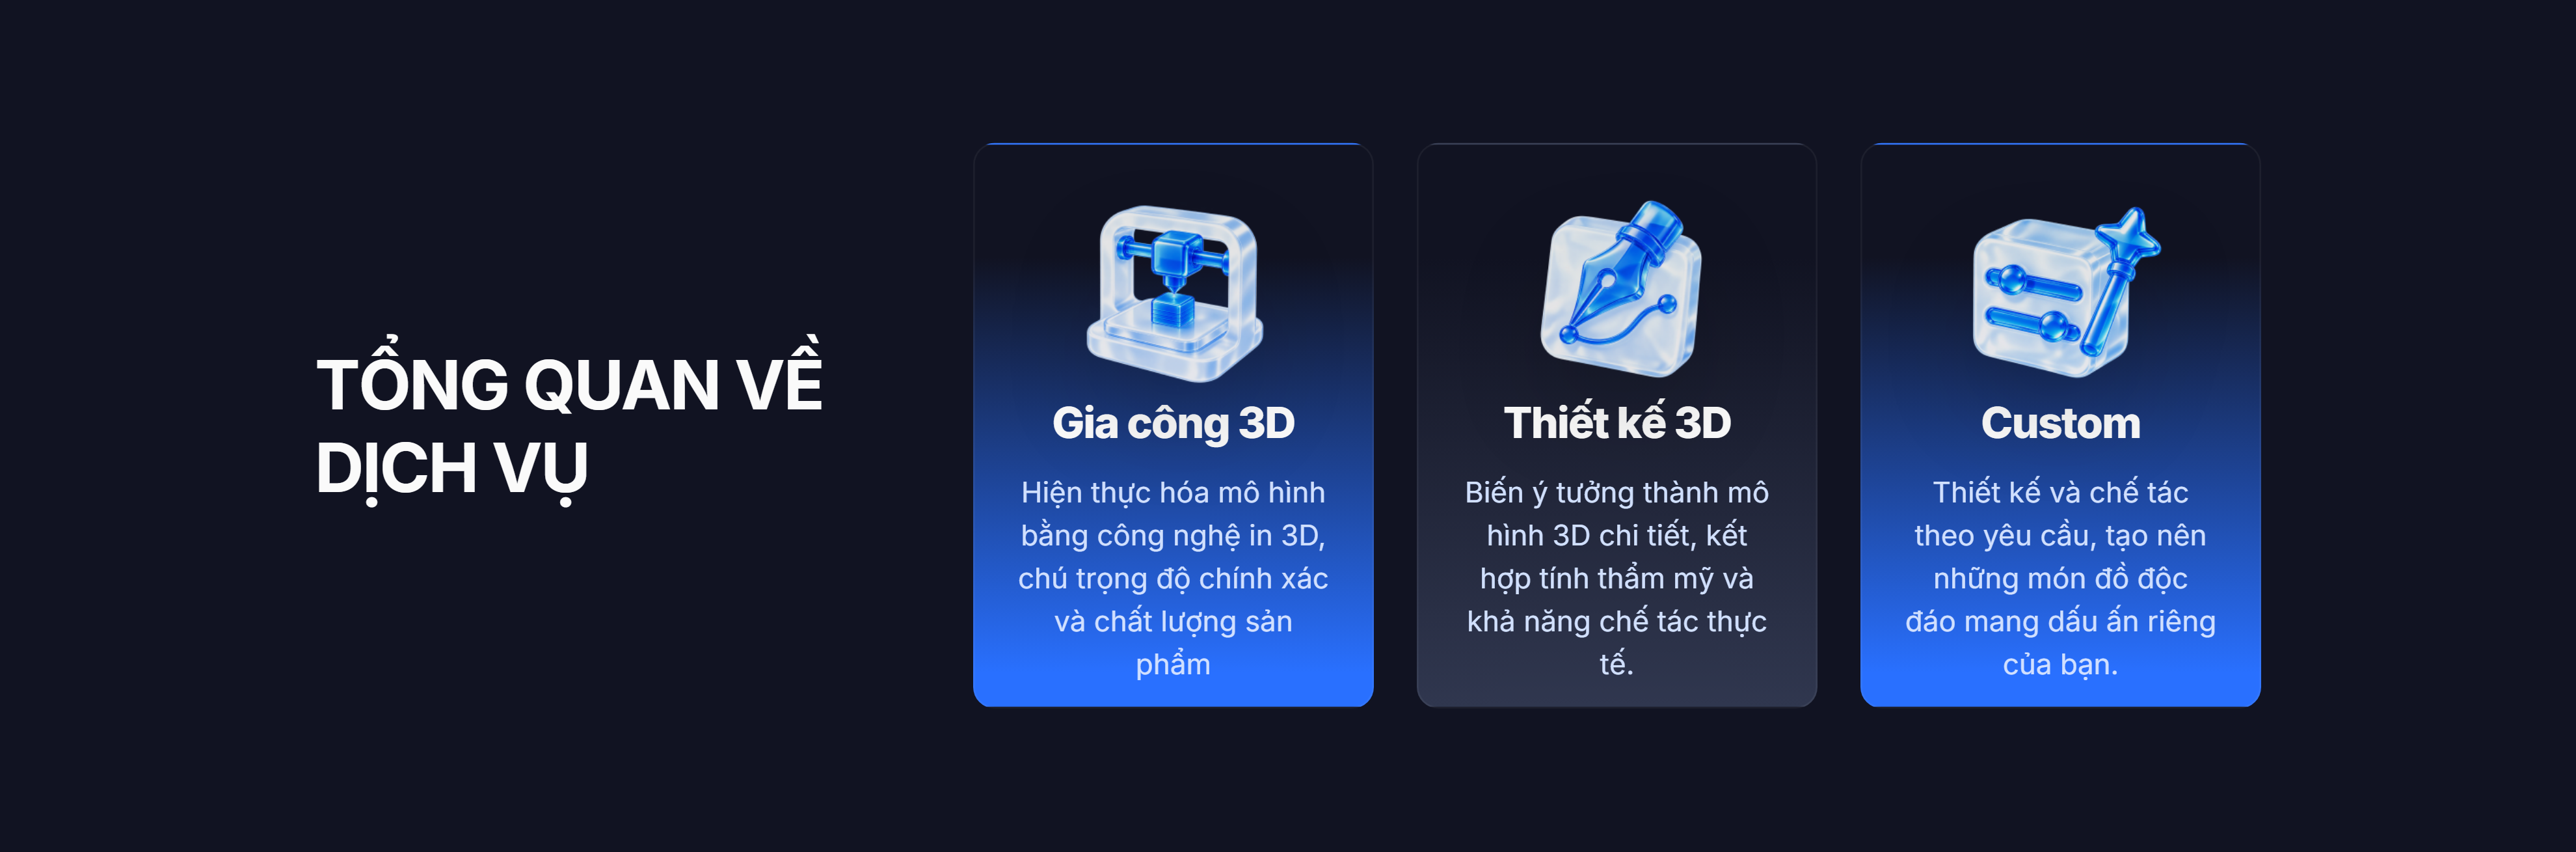 TỔNG QUAN VỀ
DỊCH VỤ
Gia công 3D
Hiện thực hóa mô hình
bằng công nghệ in 3D,
chú trọng độ chính xác
và chất lượng sản
phẩm
Thiết kế 3D
Biến ý tưởng thành mô
hình 3D chi tiết, kết
hợp tính thẩm mỹ và
khả năng chế tác thực
tế.
Custom
Thiết kế và chế tác
theo yêu cầu, tạo nên
những món đồ độc
đáo mang dấu ấn riêng
của bạn.